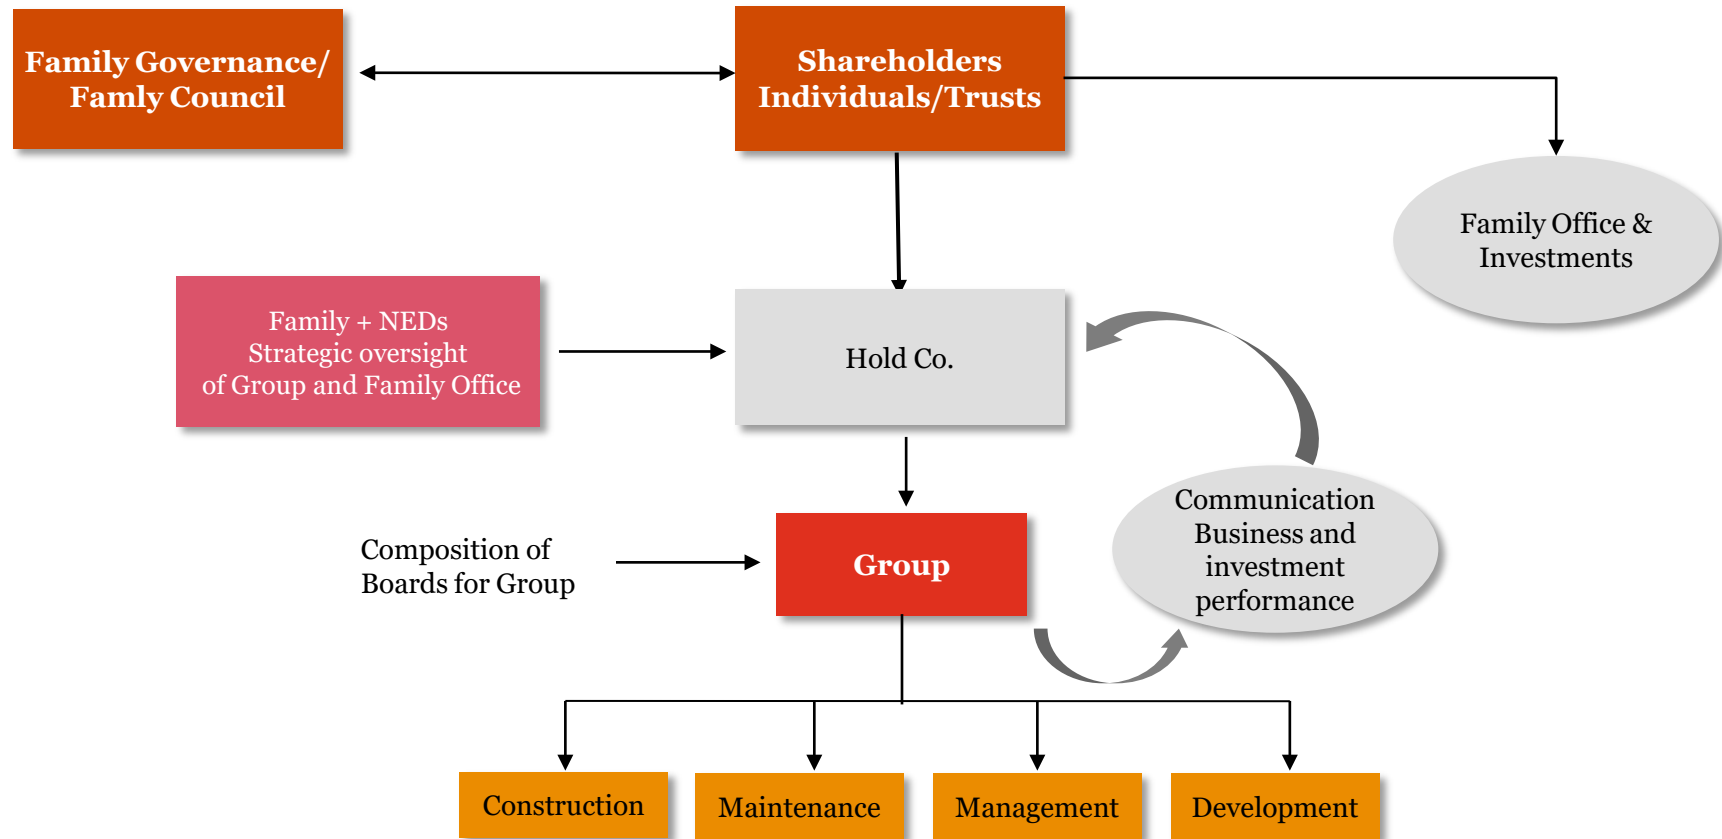 Family Governance/
Famly Council
Shareholders
Individuals/Trusts
Family Office &
Investments
Family + NEDs
Strategic oversight
of Group and Family Office
Hold Co.
Communication
Business and
investment
performance
Composition of
Boards for Group
Group
Construction
Maintenance
Management
Development